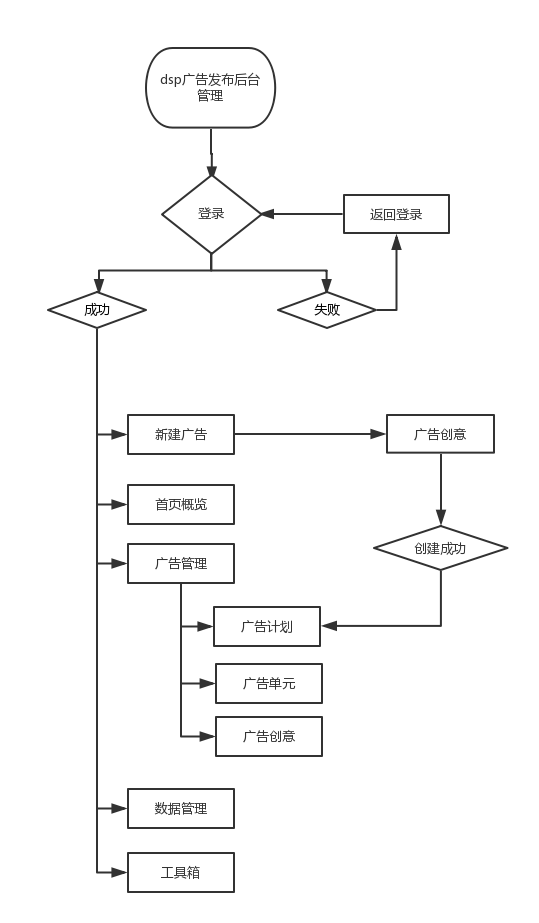 dsp广告发布后台
管理
登录
返回登录
成功
失败
新建广告
广告创意
首页概览
创建成功
广告管理
广告计划
广告单元
广告创意
数据管理
工具箱